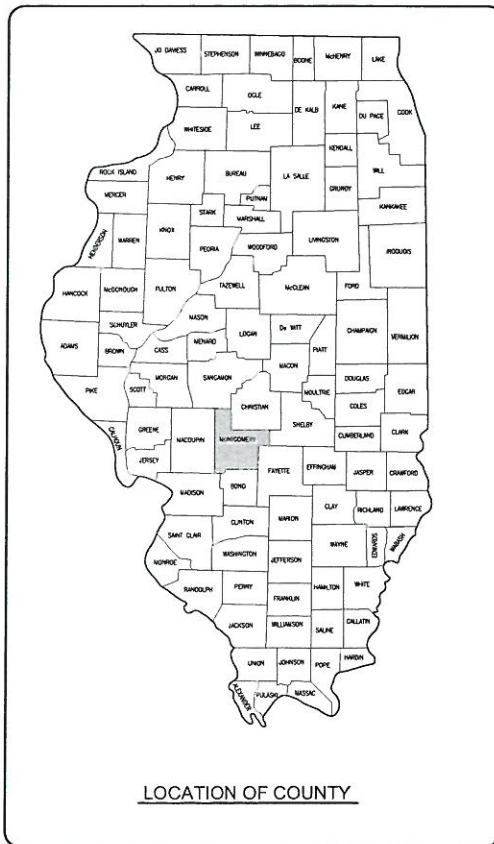 JO DAVIESS STEPHENSON WINNEBAGO BOONE McHENRY LAKE
CARROLL OGLE DE KALB KANE COOK
DU PAGE
WHITESIDE LEE
KENDALL
ROCK ISLAND HENRY BUREAU LA SALLE WILL
GRUNDY
MERCER PUTNAM KANKAKEE
STARK MARSHALL
HENDERSON WARREN KNOX PEORIA WOODFORD LIVINGSTON IROQUOIS
HANCOCK McDONOUGH FULTON TAZEWELL McCLEAN FORD
MASON
SCHUYLER LOGAN De WITT CHAMPAIGN VERMILION
ADAMS BROWN CASS MENARD PIATT
MACON
PIKE SCOTT MORGAN SANGAMON DOUGLAS EDGAR
CHRISTIAN MOULTRIE COLES
CALHOUN GREENE MACOUPIN MONTGOMERY SHELBY CUMBERLAND CLARK
JERSEY FAYETTE EFFINGHAM JASPER CRAWFORD
MADISON BOND CLAY RICHLAND LAWRENCE
CLINTON MARION
SAINT CLAIR WAYNE EDWARDS WABASH
MONROE WASHINGTON JEFFERSON
RANDOLPH PERRY HAMILTON WHITE
FRANKLIN
JACKSON WILLIAMSON SALINE GALLATIN
UNION JOHNSON POPE HARDIN
ALEXANDER PULASKI MASSAC
LOCATION OF COUNTY